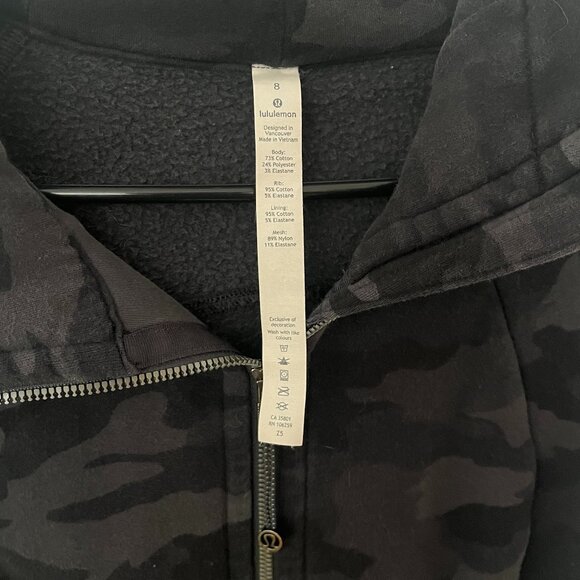 8
lululemon
Designed in
Vancouver
Made in Vietnam
Body:
73% Cotton
24% Polyester
3% Elastane
Rib:
95% Cotton
5% Elastane
Lining:
95% Cotton
5% Elastane
Mesh:
89% Nylon
11% Elastane
Exclusive of
decoration
Wash with like
colours
CA 35801
RN 106259
Z5